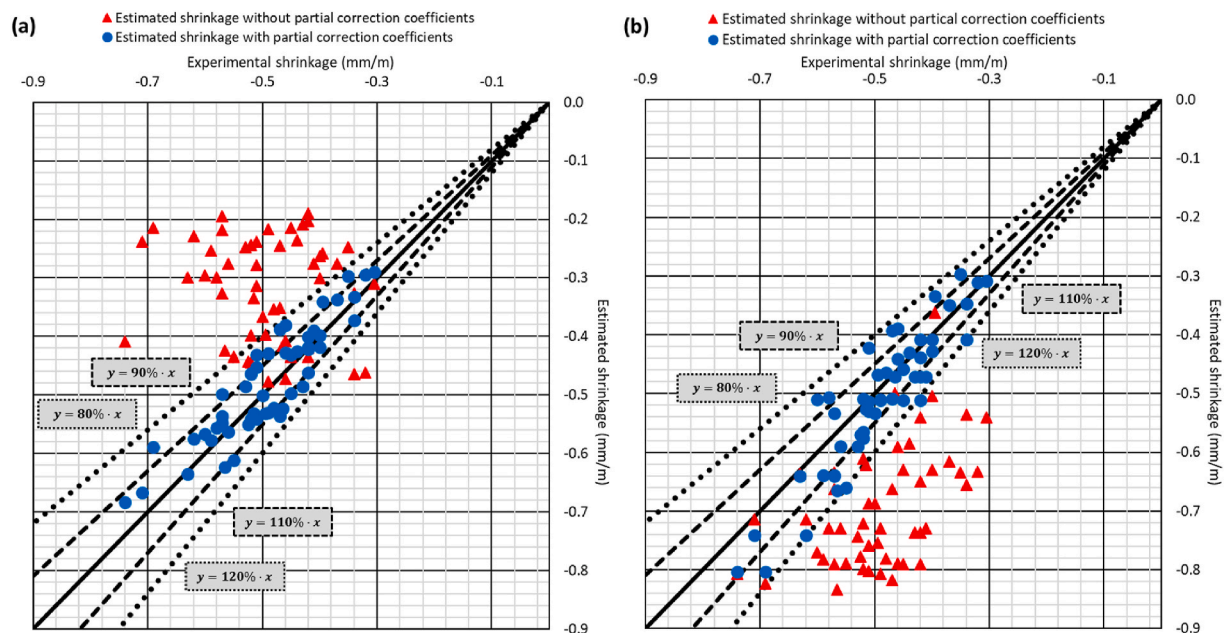 (a)
Estimated shrinkage without partial correction coefficients
Estimated shrinkage with partial correction coefficients
Experimental shrinkage (mm/m)
-0.9 -0.7 -0.5 -0.3 -0.1
0.0
-0.1
-0.2
-0.3
-0.4
-0.5
-0.6
-0.7
-0.8
-0.9
Estimated shrinkage (mm/m)
y = 90% · x
y = 80% · x
y = 110% · x
y = 120% · x
(b)
Estimated shrinkage without partical correction coefficients
Estimated shrinkage with partial correction coefficients
Experimental shrinkage (mm/m)
-0.9 -0.7 -0.5 -0.3 -0.1
0.0
-0.1
-0.2
-0.3
-0.4
-0.5
-0.6
-0.7
-0.8
-0.9
Estimated shrinkage (mm/m)
y = 110% · x
y = 90% · x
y = 120% · x
y = 80% · x